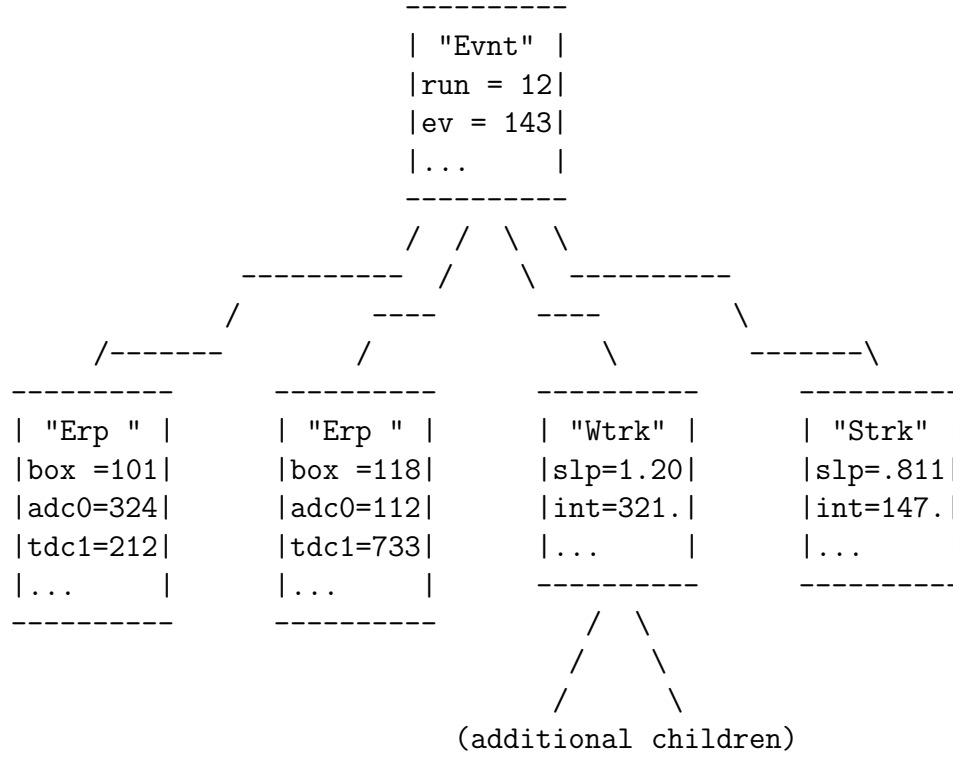 ----------
| "Evnt" |
|run = 12|
|ev = 143|
|...     |
----------
/  /  \  \
---------- /    \ ----------
/       ----    ----       \
/-------       /            \       -------\
----------     ----------     ----------     ----------
| "Erp " |     | "Erp " |     | "Wtrk" |     | "Strk"
|box =101|     |box =118|     |slp=1.20|     |slp=.811|
|adc0=324|     |adc0=112|     |int=321.|     |int=147.|
|tdc1=212|     |tdc1=733|     |...     |     |...
|...     |     |...     |     ----------     ----------
----------     ----------     /  \
/    \
/      \
(additional children)